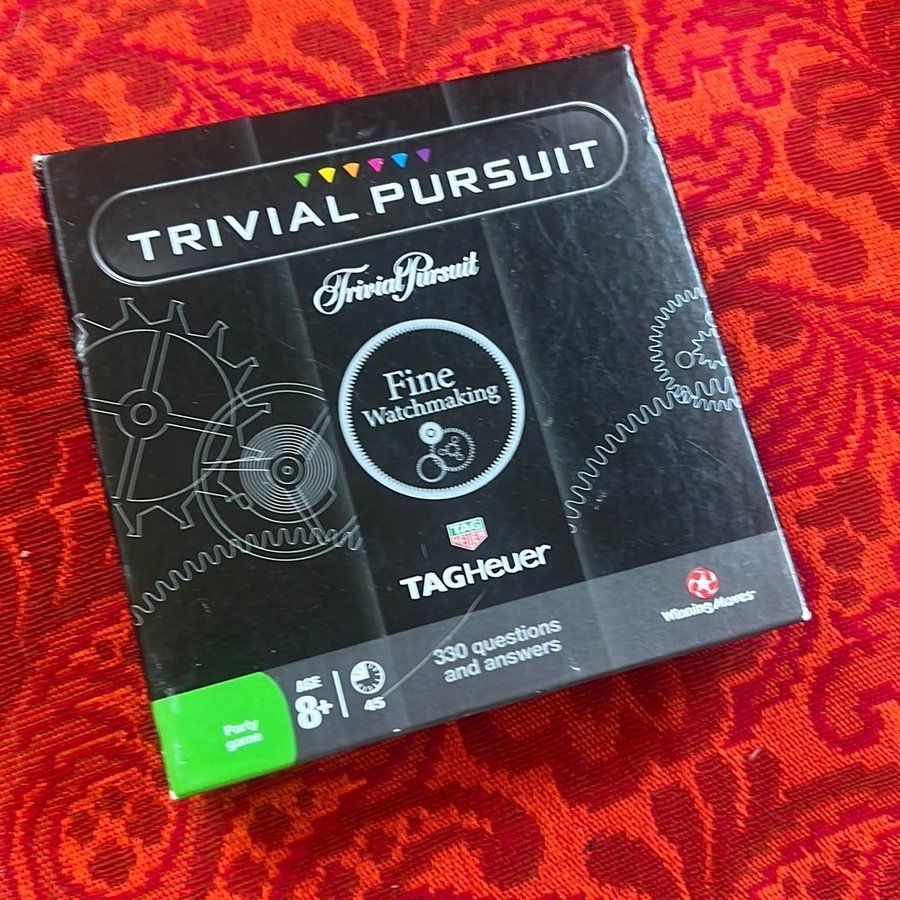 TRIVIAL PURSUIT
Trivial Pursuit
Fine
Watchmaking
TAG
HEUER
TAGHeuer
Winning Moves
330 questions
and answers
AGE
8+
45
Party
game